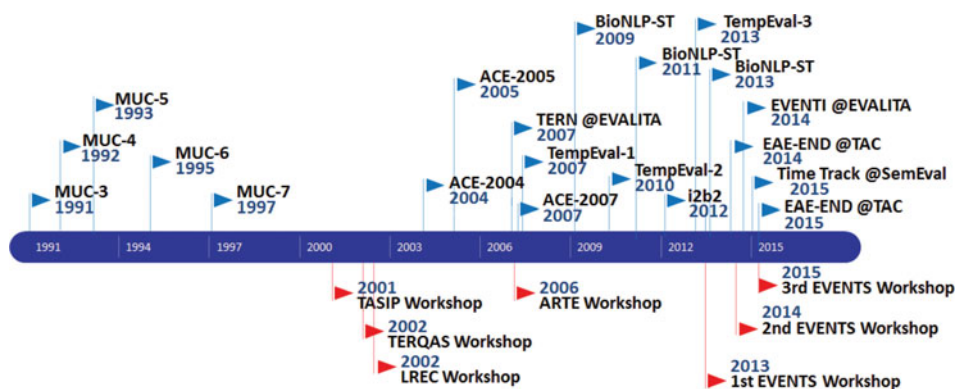 BioNLP-ST
2009
TempEval-3
2013
BioNLP-ST
2011
BioNLP-ST
2013
ACE-2005
2005
MUC-5
1993
EVENTI @EVALITA
2014
TERN @EVALITA
2007
MUC-4
1992
EAE-END @TAC
2014
MUC-6
1995
TempEval-1
2007
TempEval-2
2010
Time Track @SemEval
2015
MUC-3
1991
MUC-7
1997
ACE-2004
2004
ACE-2007
2007
i2b2
2012
EAE-END @TAC
2015
1991 1994 1997 2000 2003 2006 2009 2012 2015
2001
TASIP Workshop
2006
ARTE Workshop
2015
3rd EVENTS Workshop
2002
TERQAS Workshop
2014
2nd EVENTS Workshop
2002
LREC Workshop
2013
1st EVENTS Workshop